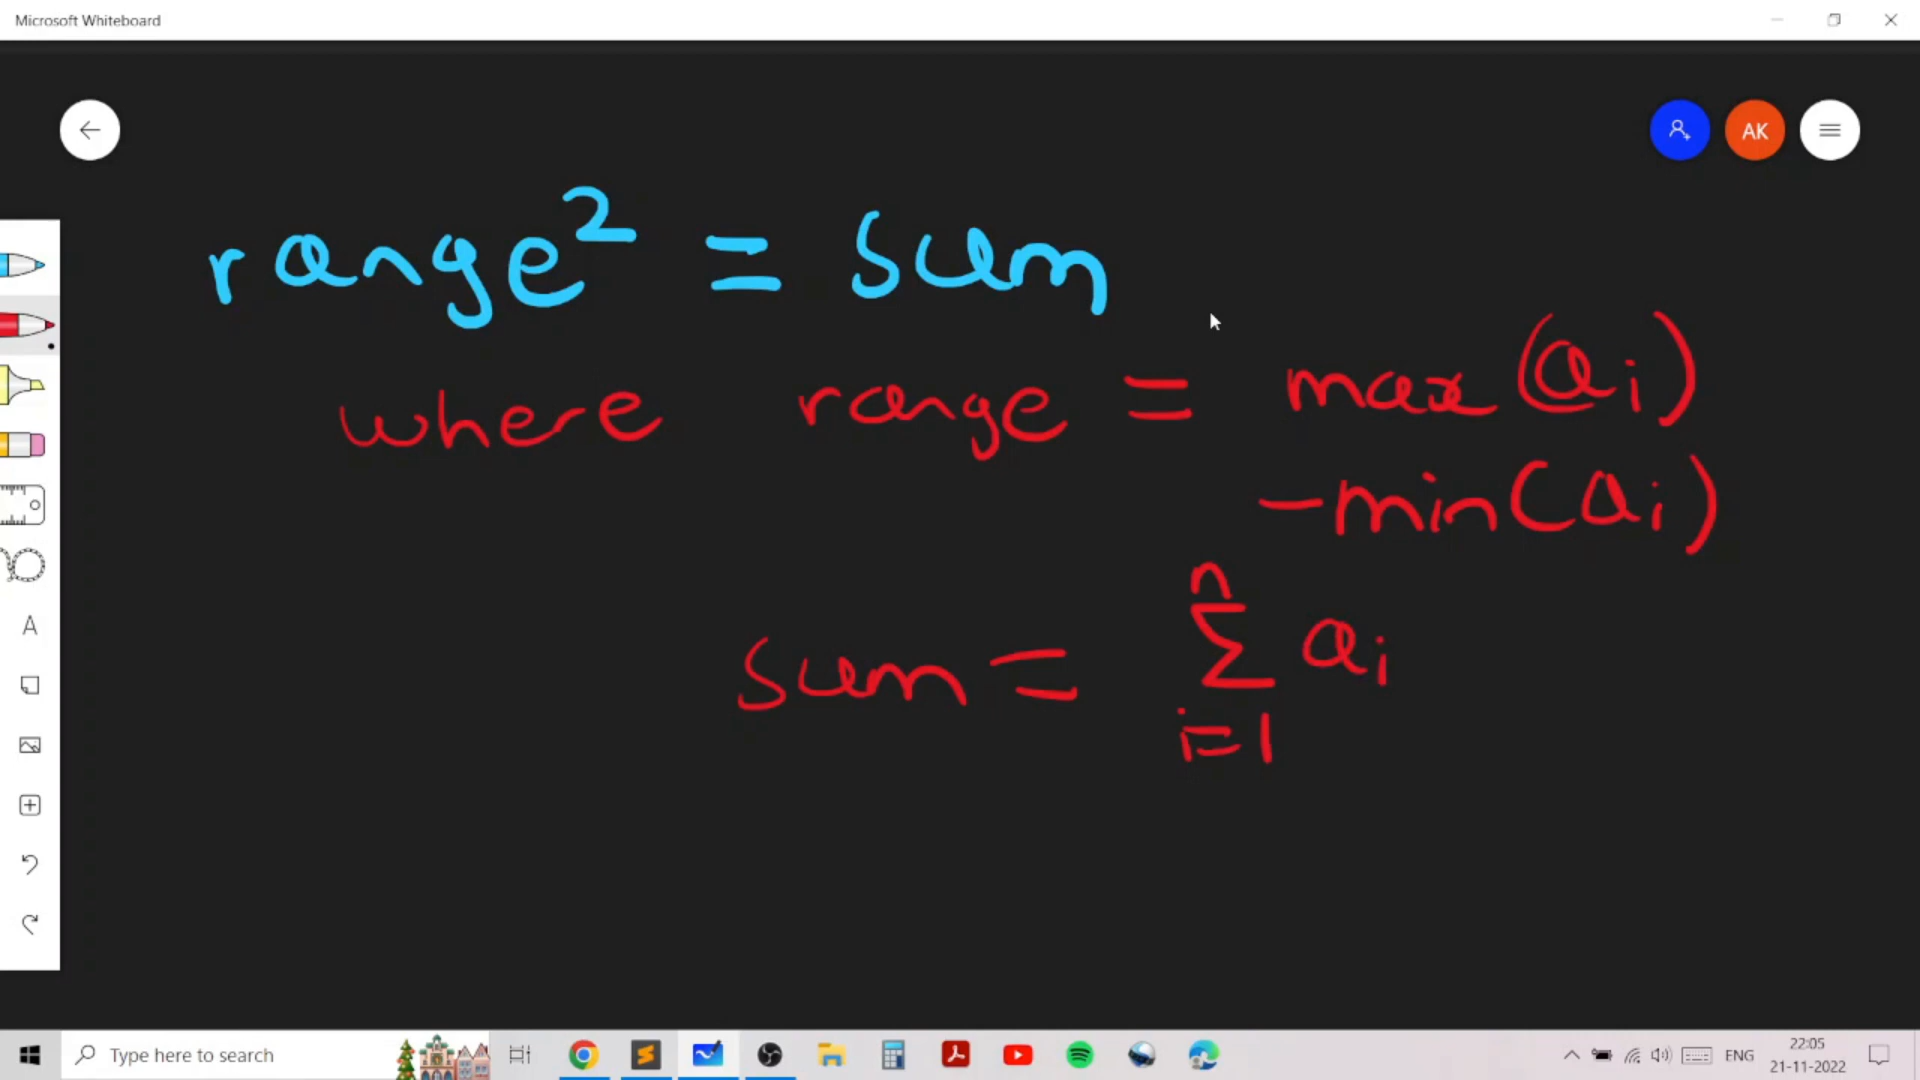 Microsoft Whiteboard
AK
range² = sum
where range = max(aᵢ)
-min(aᵢ)
n
sum = Σ aᵢ
i=1
A
Type here to search
ENG
22:05
21-11-2022